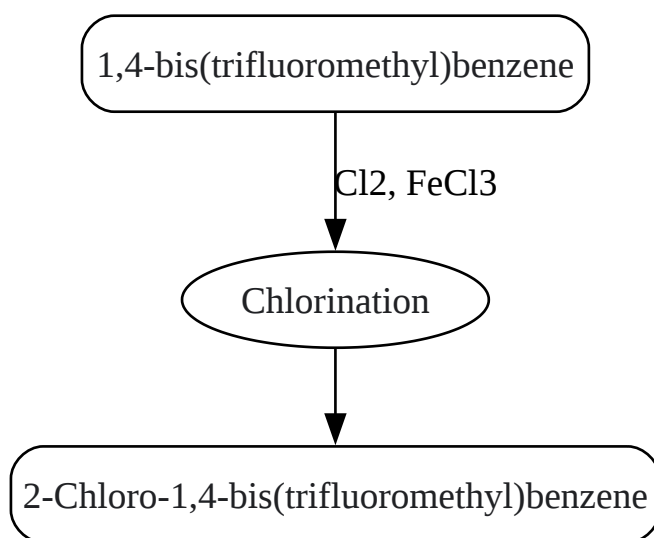 1,4-bis(trifluoromethyl)benzene
Cl2, FeCl3
Chlorination
2-Chloro-1,4-bis(trifluoromethyl)benzene